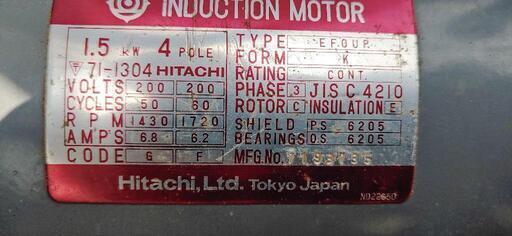 INDUCTION MOTOR
1.5 KW 4 POLE
71-1304 HITACHI
VOLTS 200 200
CYCLES 50 60
RPM 1430 1720
AMP'S 6.8 6.2
CODE G F
TYPE EFOUP
FORM K
RATING CONT.
PHASE 3 JIS C 4210
ROTOR C INSULATION E
SHIELD BEARINGS PS 6205
OS 6205
MFG.No.
Hitachi, Ltd. Tokyo Japan